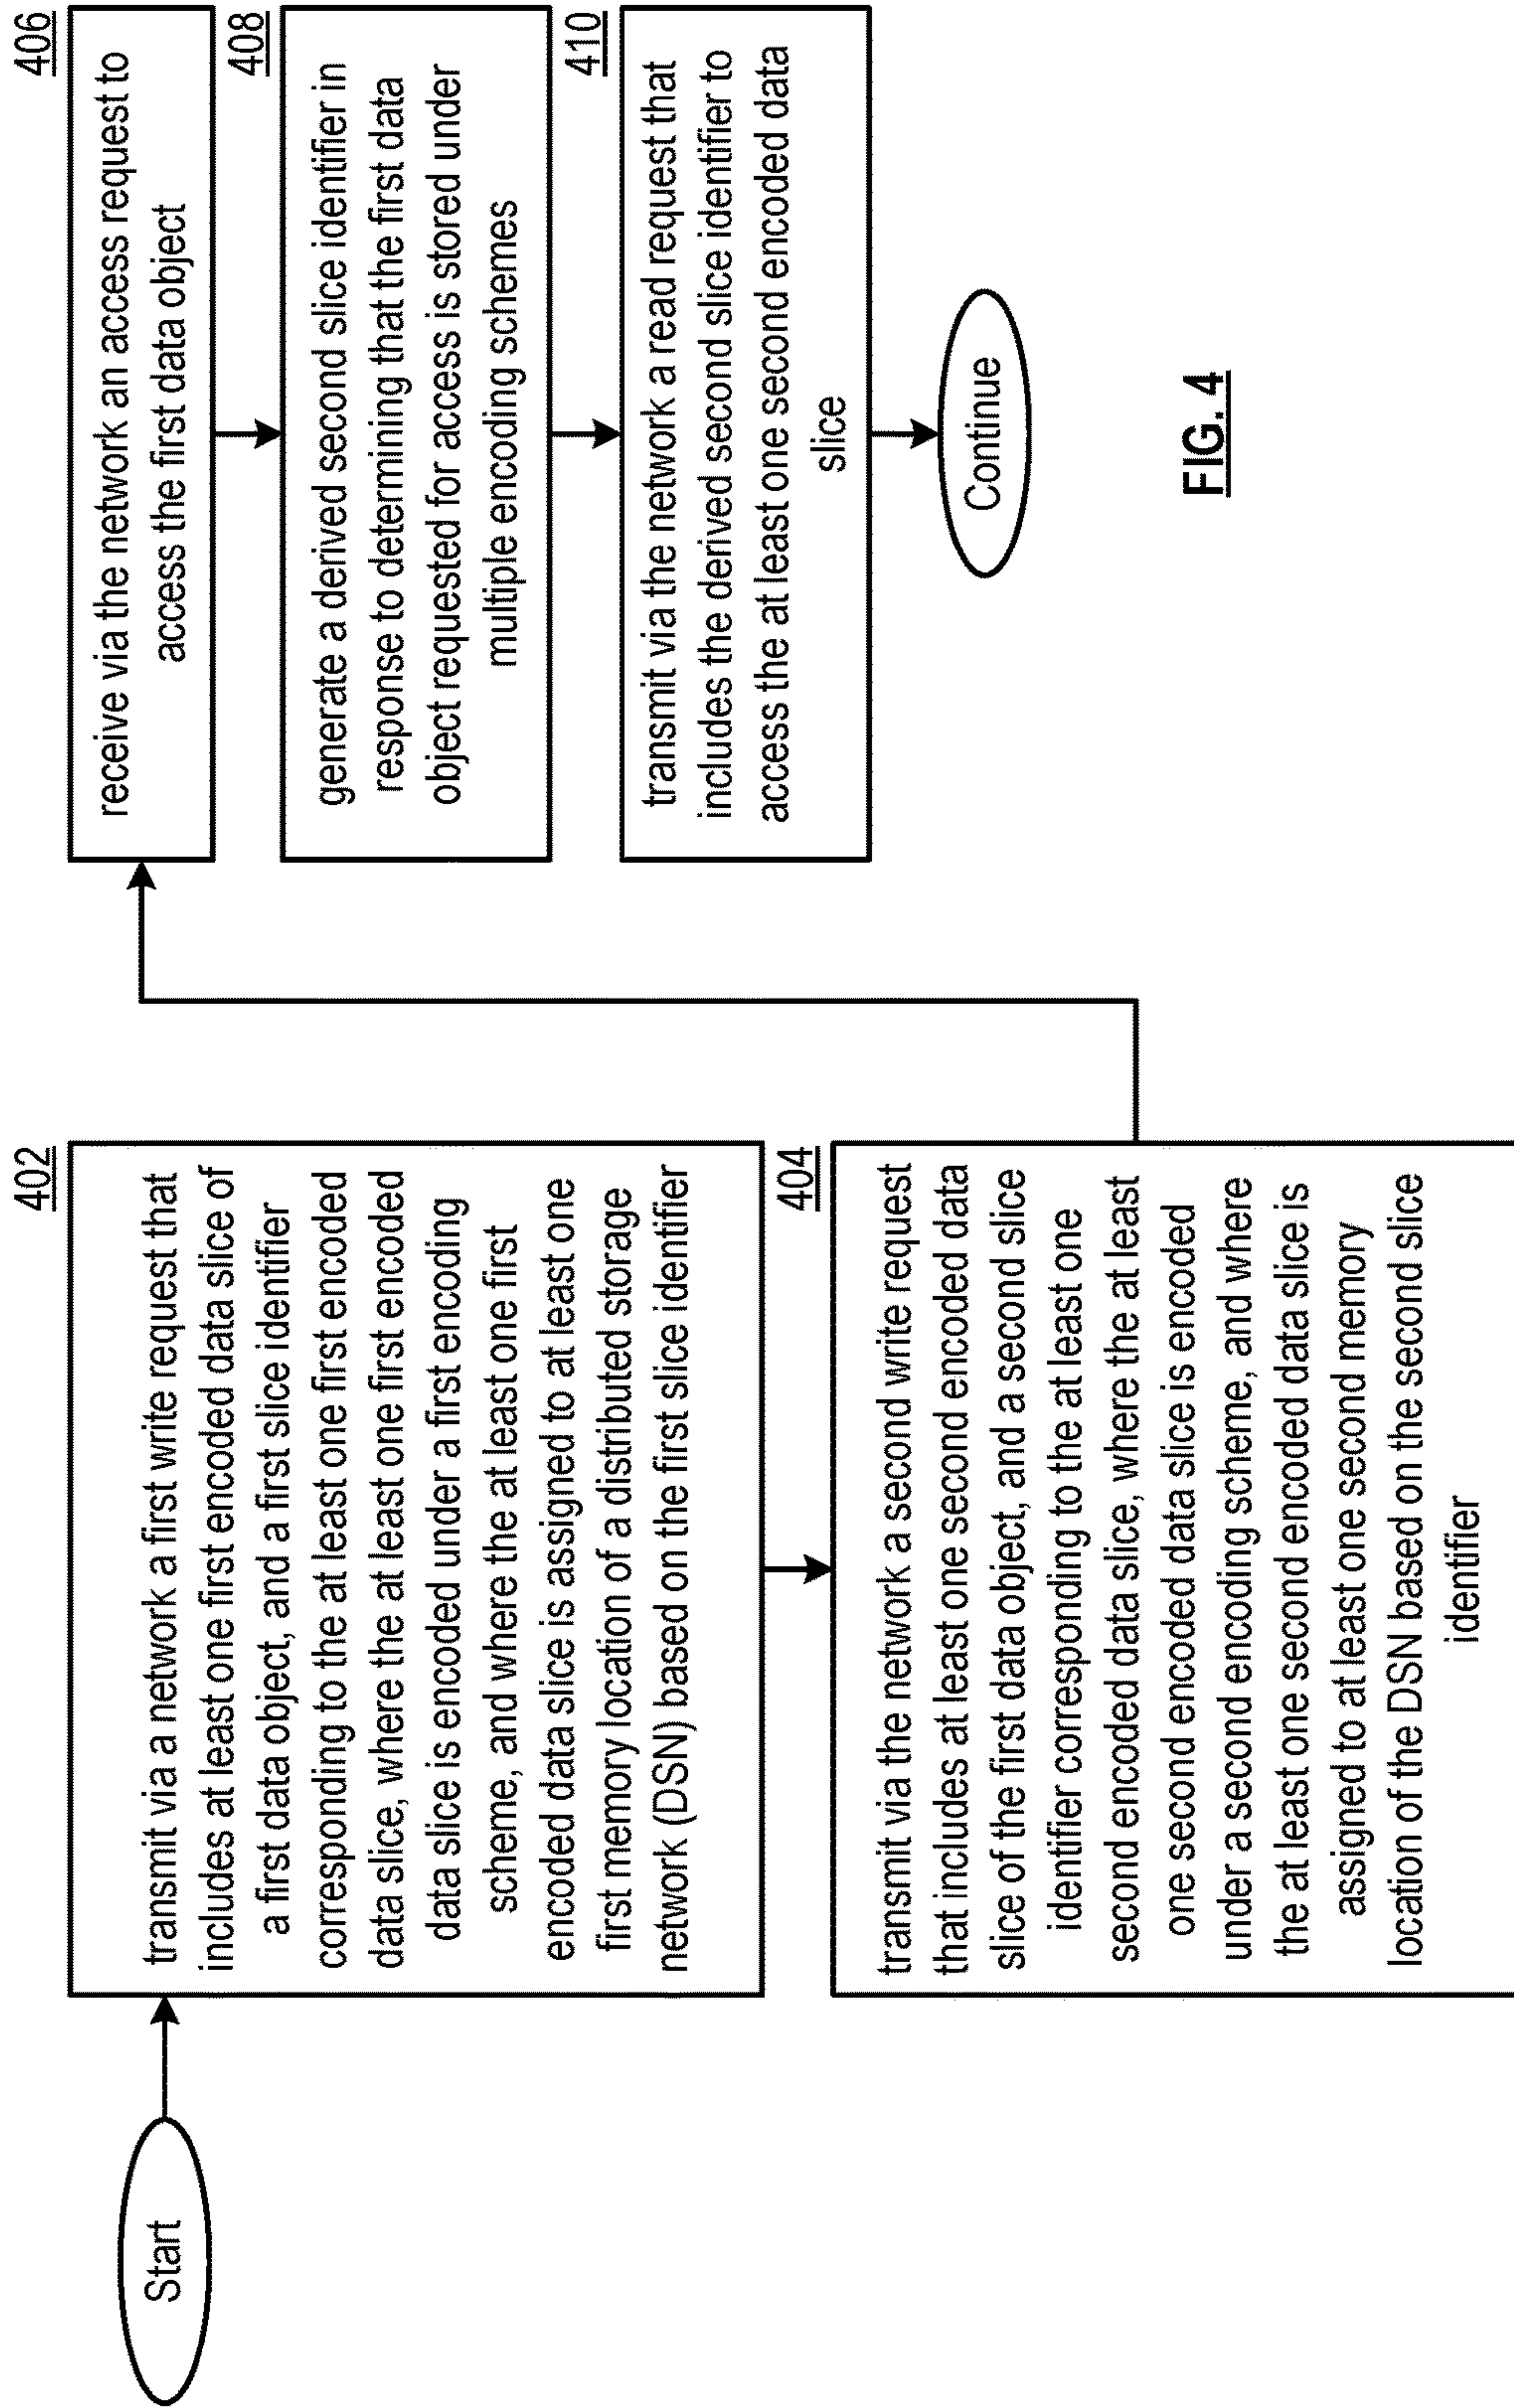 Start
402
transmit via a network a first write request that
includes at least one first encoded data slice of
a first data object, and a first slice identifier
corresponding to the at least one first encoded
data slice, where the at least one first encoded
data slice is encoded under a first encoding
scheme, and where the at least one first
encoded data slice is assigned to at least one
first memory location of a distributed storage
network (DSN) based on the first slice identifier
404
transmit via the network a second write request
that includes at least one second encoded data
slice of the first data object, and a second slice
identifier corresponding to the at least one
second encoded data slice, where the at least
one second encoded data slice is encoded
under a second encoding scheme, and where
the at least one second encoded data slice is
assigned to at least one second memory
location of the DSN based on the second slice
identifier
406
receive via the network an access request to
access the first data object
408
generate a derived second slice identifier in
response to determining that the first data
object requested for access is stored under
multiple encoding schemes
410
transmit via the network a read request that
includes the derived second slice identifier to
access the at least one second encoded data
slice
Continue
FIG. 4